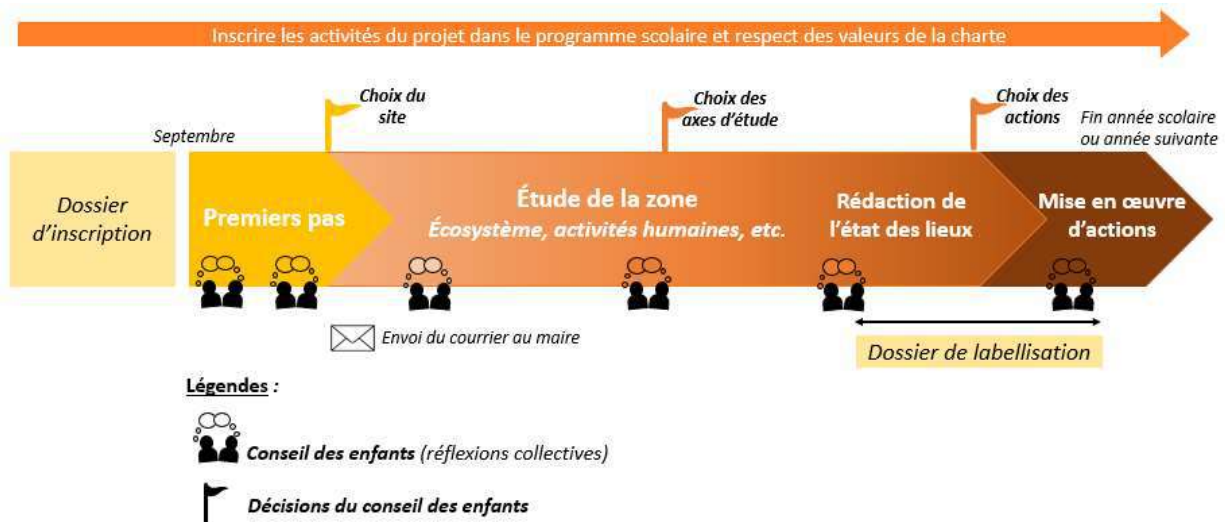 Inscrire les activités du projet dans le programme scolaire et respect des valeurs de la charte
Choix du
site
Choix des
axes d'étude
Choix des
actions
Septembre
Fin année scolaire
ou année suivante
Dossier
d'inscription
Premiers pas
Étude de la zone
Écosystème, activités humaines, etc.
Rédaction de
l'état des lieux
Mise en œuvre
d'actions
Envoi du courrier au maire
Dossier de labellisation
Légendes :
Conseil des enfants (réflexions collectives)
Décisions du conseil des enfants